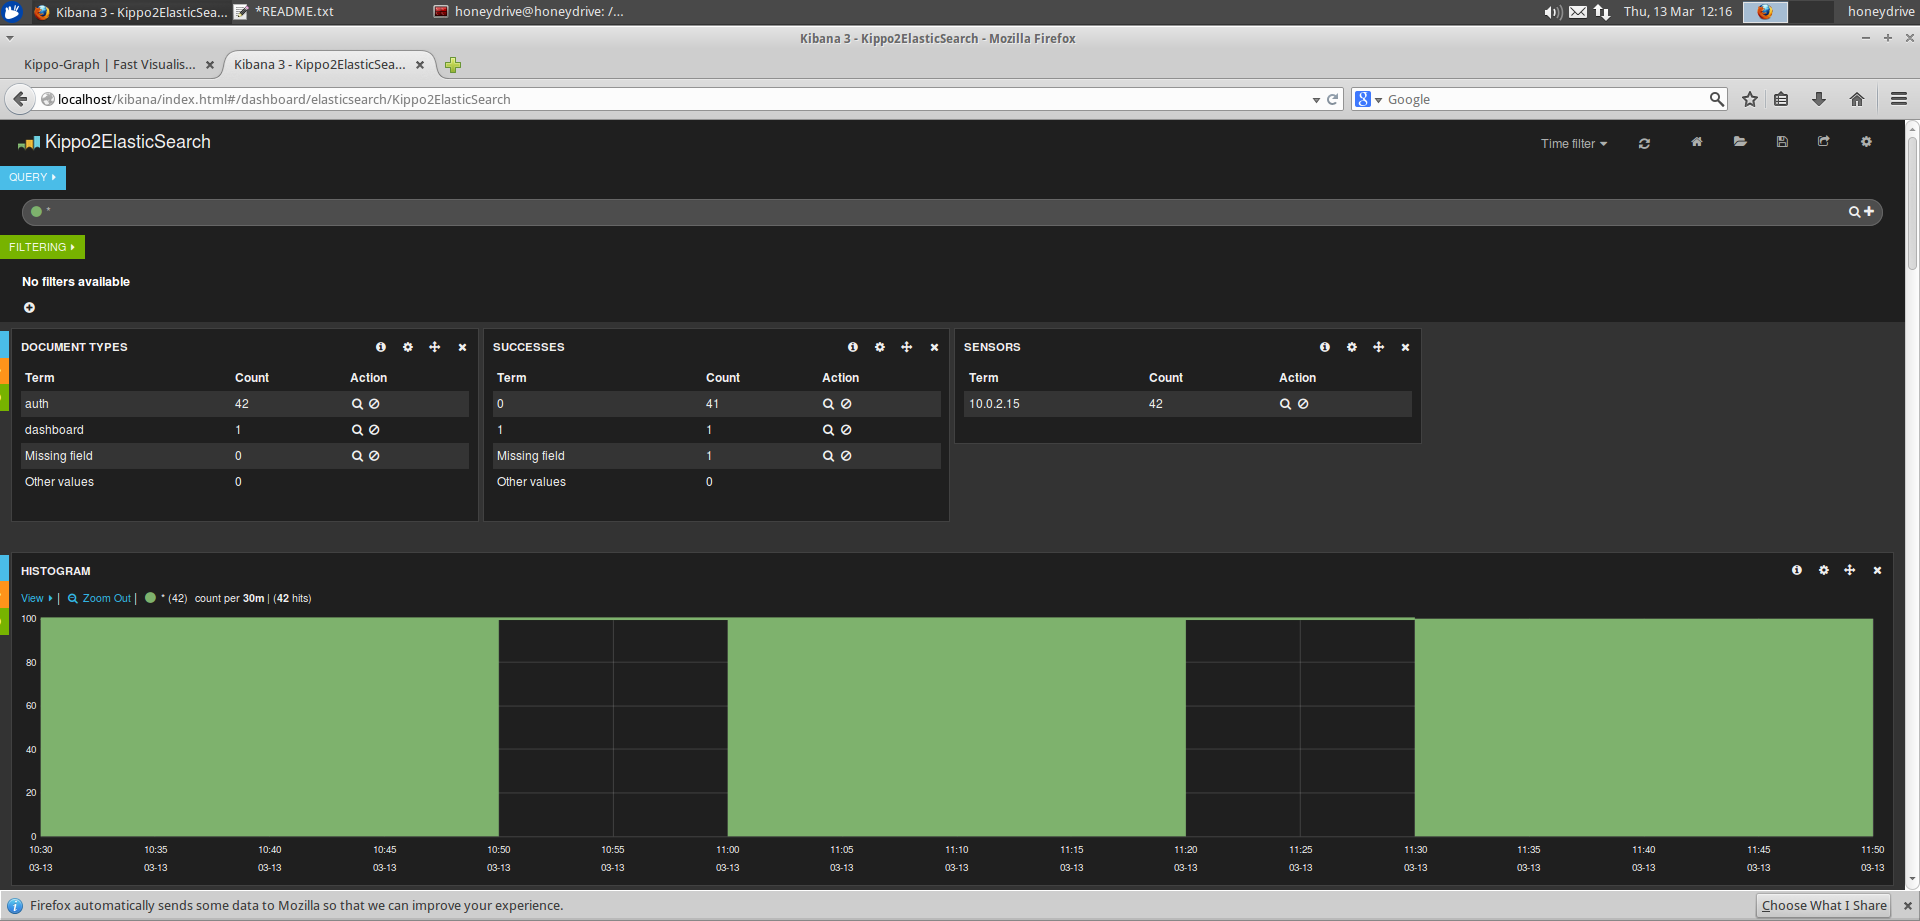 Kibana 3 - Kippo2ElasticSea... *README.txt honeydrive@honeydrive: /... Thu, 13 Mar 12:16 honeydrive
Kibana 3 - Kippo2ElasticSearch - Mozilla Firefox
Kippo-Graph | Fast Visualis... Kibana 3 - Kippo2ElasticSea...
localhost/kibana/index.html#/dashboard/elasticsearch/Kippo2ElasticSearch 8 Google
Kippo2ElasticSearch Time filter
QUERY
*
FILTERING
No filters available
DOCUMENT TYPES
Term Count Action
auth 42
dashboard 1
Missing field 0
Other values 0
SUCCESSES
Term Count Action
0 41
1 1
Missing field 1
Other values 0
SENSORS
Term Count Action
10.0.2.15 42
HISTOGRAM
View | Zoom Out | * (42) count per 30m | (42 hits)
100
80
60
40
20
0
10:30 10:35 10:40 10:45 10:50 10:55 11:00 11:05 11:10 11:15 11:20 11:25 11:30 11:35 11:40 11:45 11:50
03-13 03-13 03-13 03-13 03-13 03-13 03-13 03-13 03-13 03-13 03-13 03-13 03-13 03-13 03-13 03-13 03-13
Firefox automatically sends some data to Mozilla so that we can improve your experience. Choose What I Share